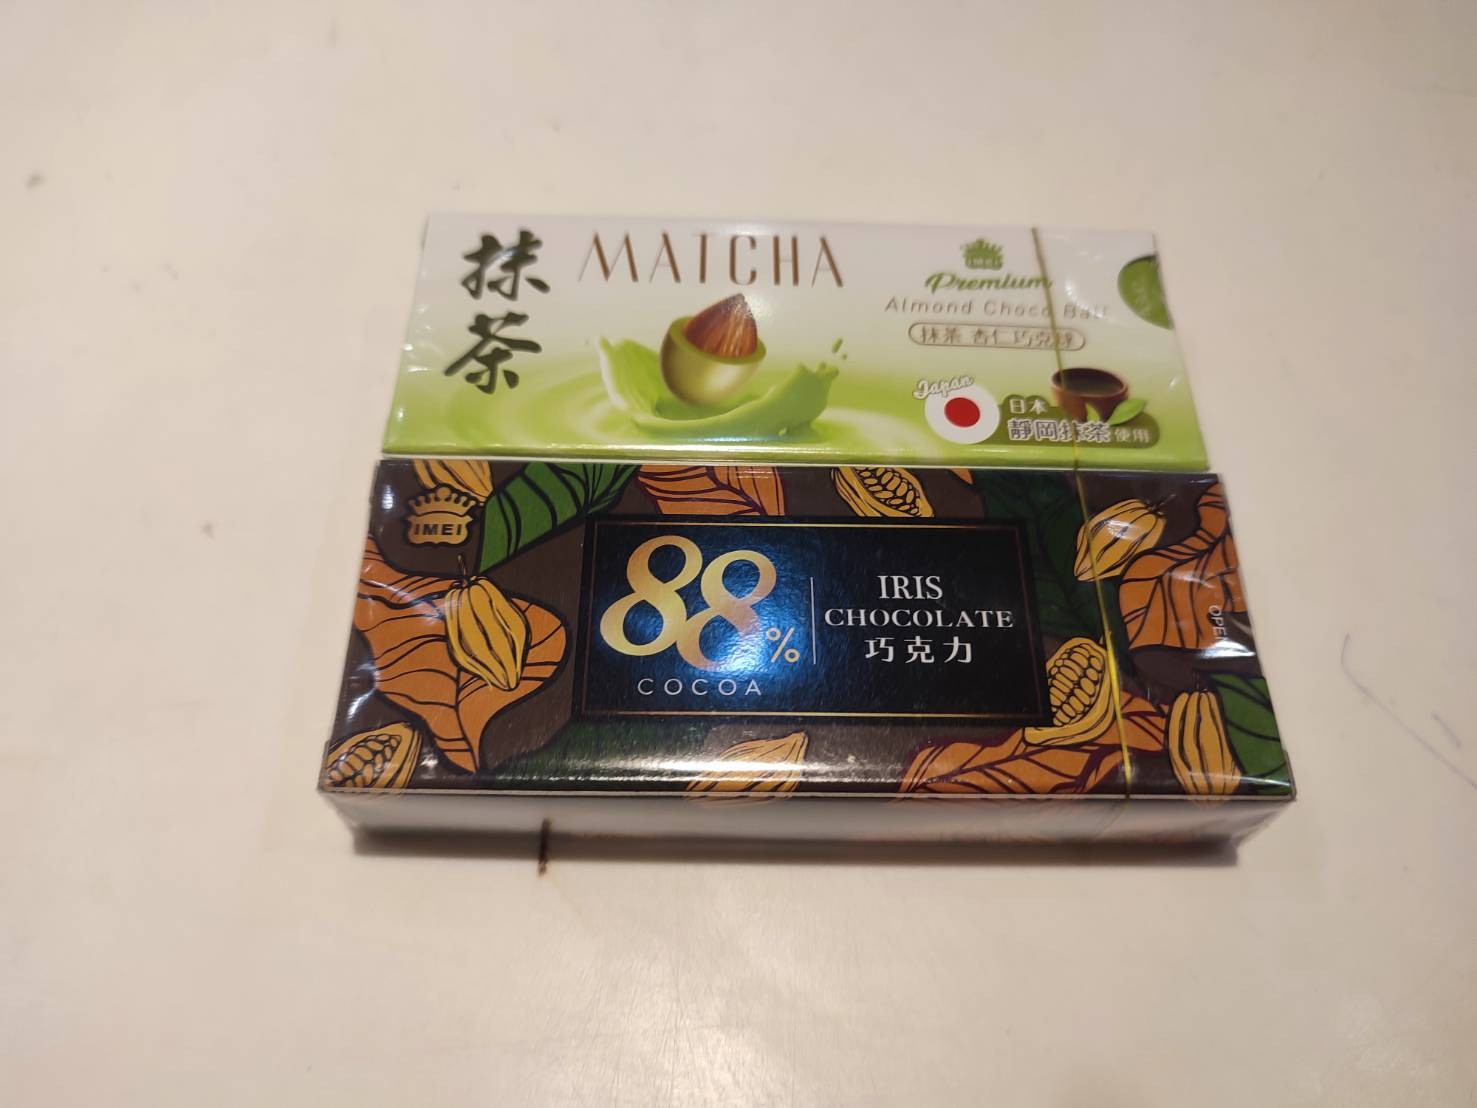 抹茶
MATCHA
IMEI
Premium
Almond Choco Ball
抹茶 杏仁 巧克球
Japan
日本
靜岡抹茶使用
IMEI
88%
COCOA
IRIS
CHOCOLATE
巧克力
OPEN